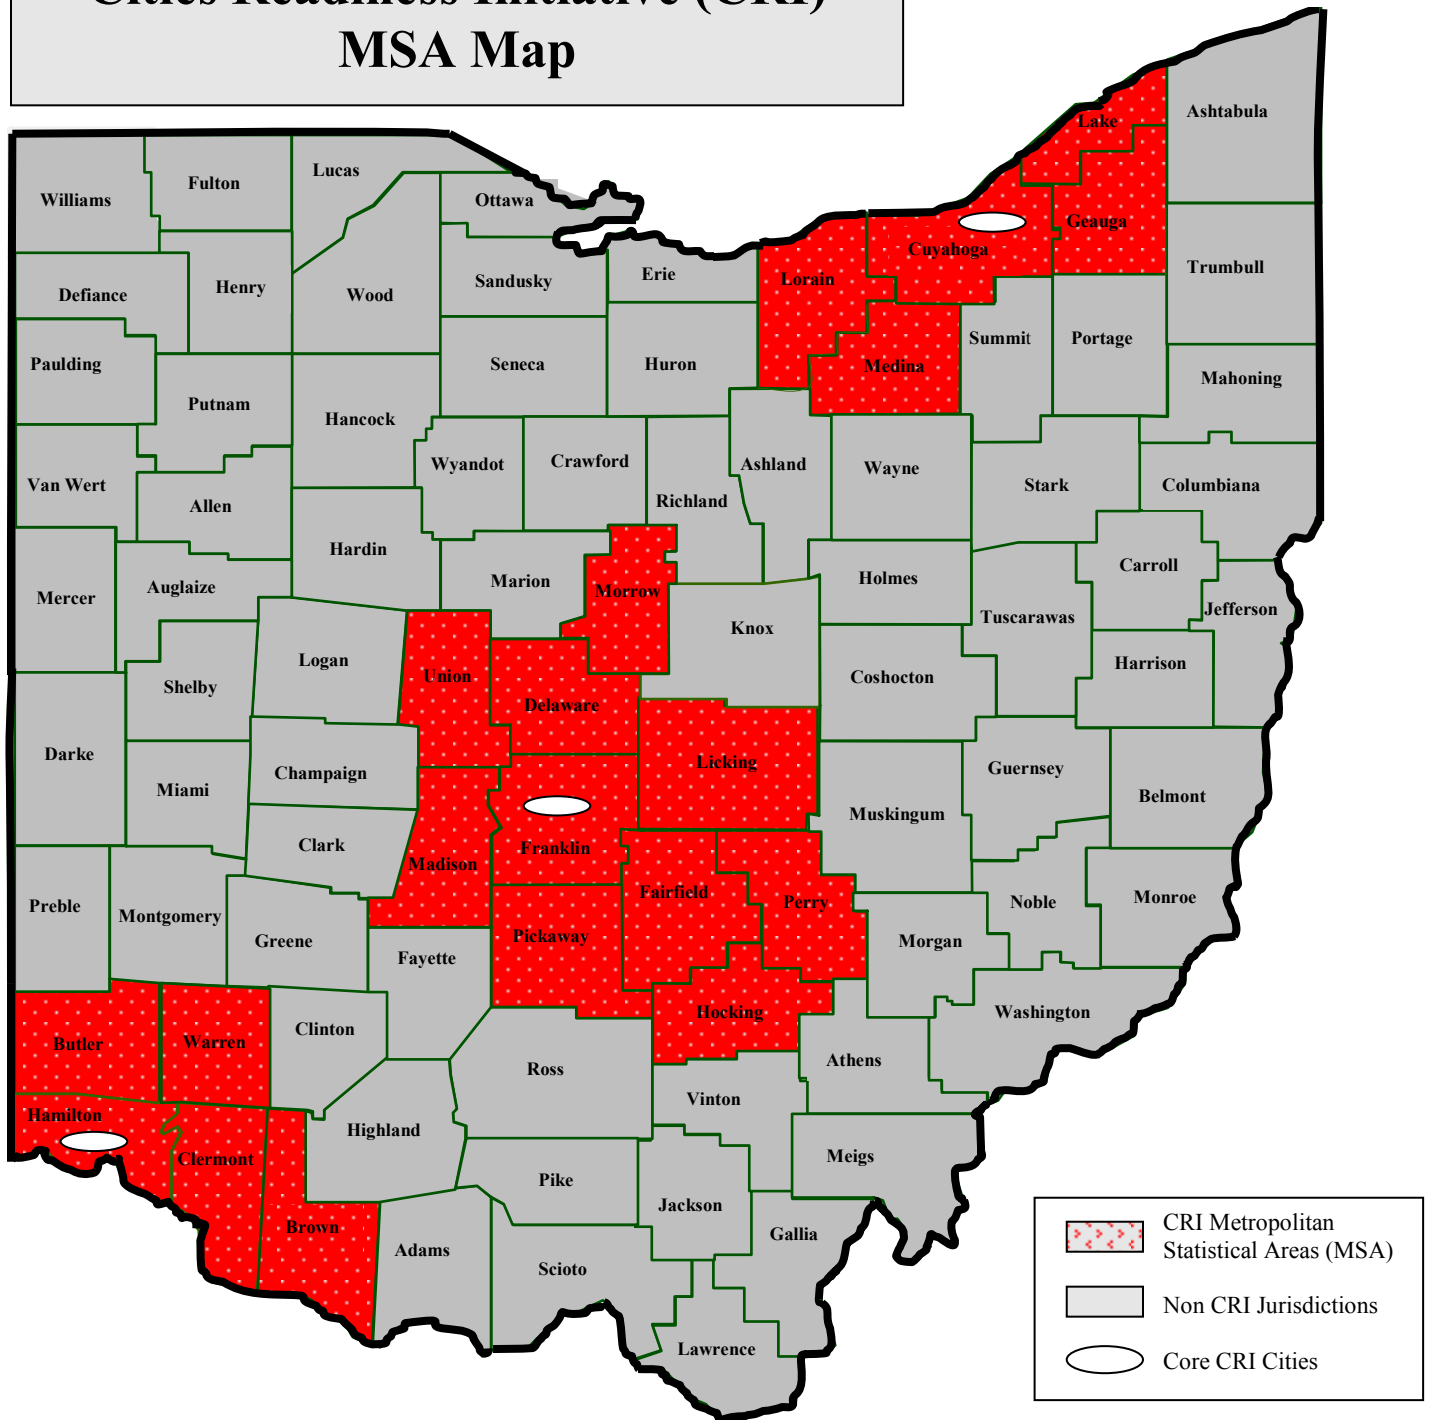 Cities Readiness Initiative (CRI)
MSA Map
Lake
Ashtabula
Lucas
Fulton
Williams
Ottawa
Geauga
Cuyahoga
Trumbull
Erie
Lorain
Sandusky
Henry
Wood
Defiance
Summit
Portage
Paulding
Seneca
Huron
Medina
Mahoning
Putnam
Hancock
Wyandot
Crawford
Ashland
Wayne
Van Wert
Stark
Columbiana
Richland
Allen
Hardin
Carroll
Marion
Holmes
Auglaize
Morrow
Mercer
Jefferson
Tuscarawas
Knox
Logan
Harrison
Union
Coshocton
Shelby
Delaware
Darke
Licking
Guernsey
Champaign
Miami
Belmont
Muskingum
Clark
Franklin
Madison
Fairfield
Perry
Noble
Monroe
Preble
Montgomery
Pickaway
Greene
Morgan
Fayette
Hocking
Washington
Clinton
Butler
Warren
Athens
Ross
Vinton
Hamilton
Highland
Clermont
Meigs
Pike
Jackson
Brown
Gallia
Adams
Scioto
Lawrence
CRI Metropolitan
Statistical Areas (MSA)
Non CRI Jurisdictions
Core CRI Cities